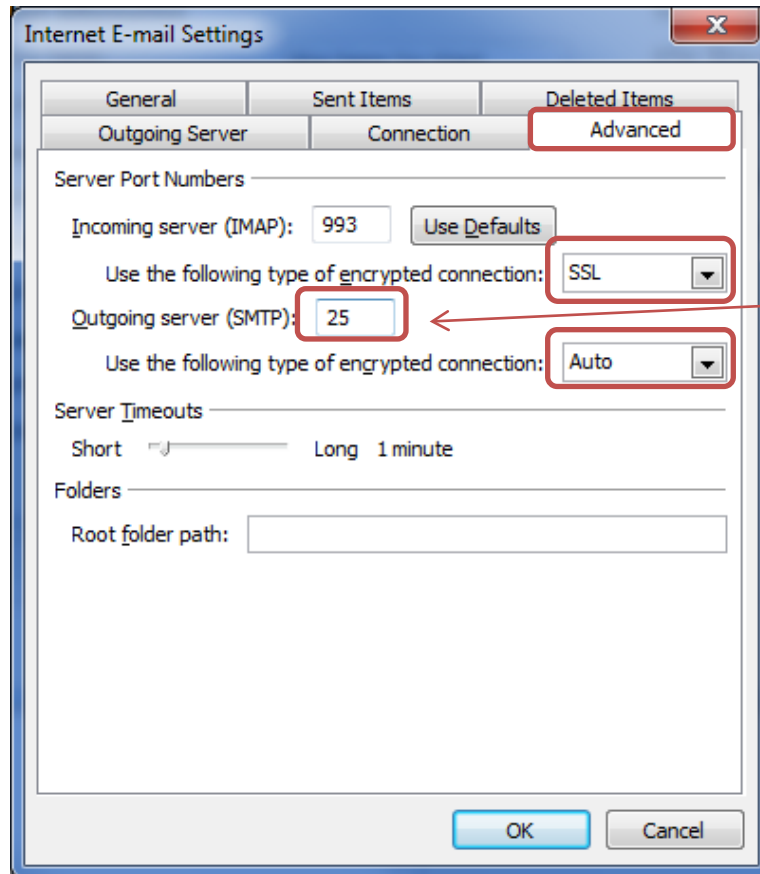 Internet E-mail Settings
General Sent Items Deleted Items
Outgoing Server Connection Advanced
Server Port Numbers
Incoming server (IMAP): 993 Use Defaults
Use the following type of encrypted connection: SSL
Outgoing server (SMTP): 25
Use the following type of encrypted connection: Auto
Server Timeouts
Short Long 1 minute
Folders
Root folder path:
OK Cancel